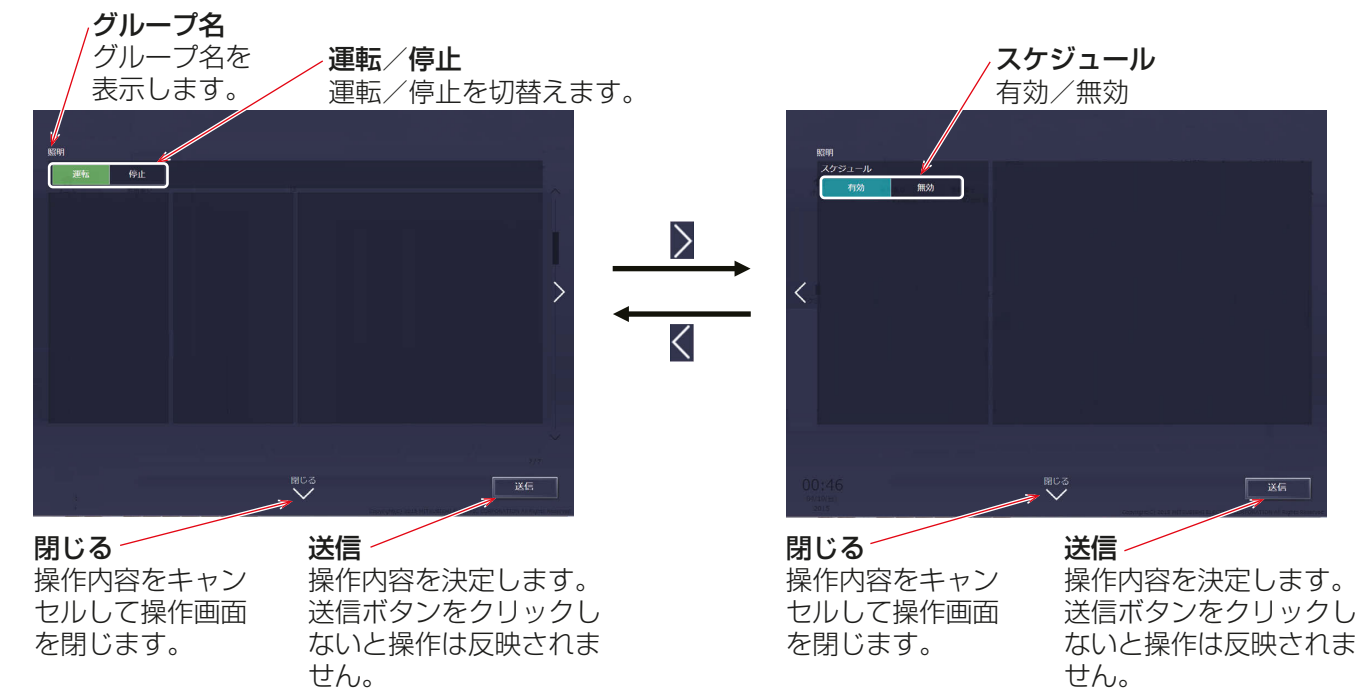 グループ名
グループ名を
表示します。
運転／停止
運転／停止を切替えます。
照明
運転 停止
閉じる
送信
閉じる
操作内容をキャン
セルして操作画面
を閉じます。
送信
操作内容を決定します。
送信ボタンをクリックし
ないと操作は反映されま
せん。
スケジュール
有効／無効
照明
スケジュール
有効 無効
00:46
閉じる
送信
閉じる
操作内容をキャン
セルして操作画面
を閉じます。
送信
操作内容を決定します。
送信ボタンをクリックし
ないと操作は反映されま
せん。